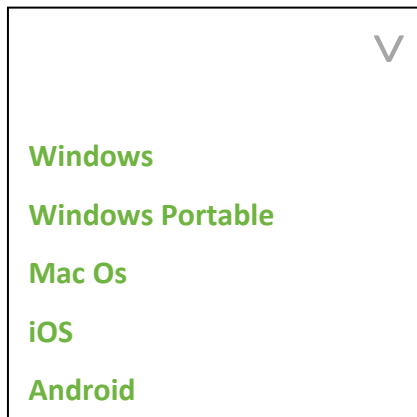 V
Windows
Windows Portable
Mac Os
iOS
Android